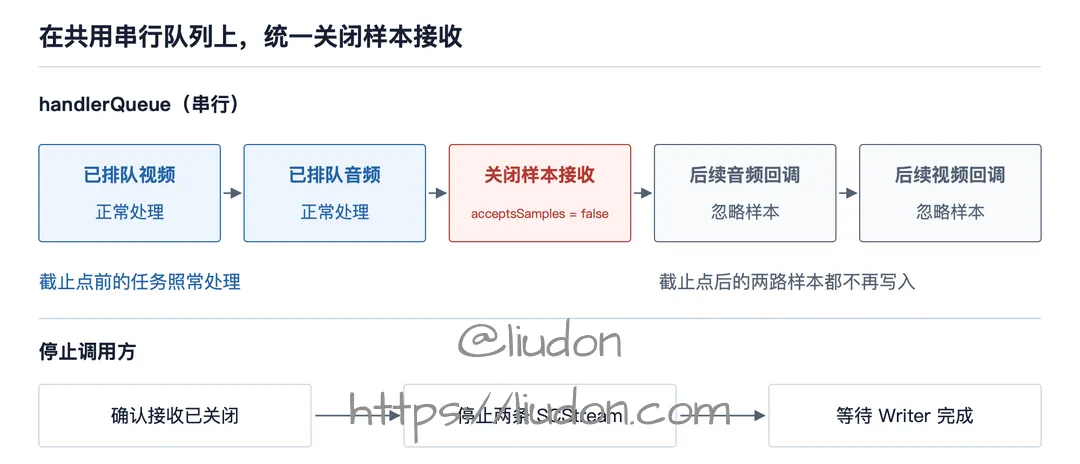 在共用串行队列上，统一关闭样本接收
handlerQueue（串行）
已排队视频
正常处理
已排队音频
正常处理
关闭样本接收
acceptsSamples = false
后续音频回调
忽略样本
后续视频回调
忽略样本
截止点前的任务照常处理
截止点后的两路样本都不再写入
@liudon
停止调用方
https://liudon.com
确认接收已关闭
停止两条 SCStream
等待 Writer 完成